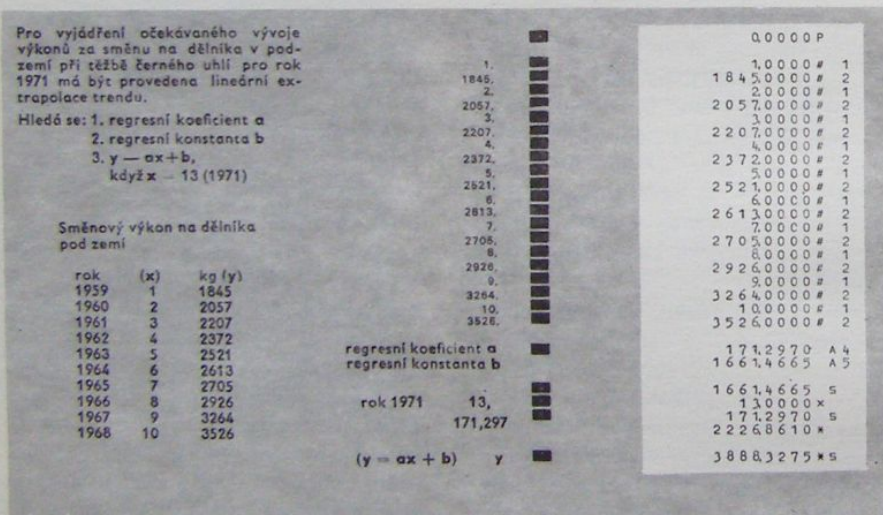 Pro vyjádření očekávaného vývoje
výkonů za směnu na dělníka v pod-
zemí při těžbě černého uhlí pro rok
1971 má být provedena lineární ex-
trapolace trendu.
Hledá se: 1. regresní koeficient a
2. regresní konstanta b
3. y — ax+b,
když x — 13 (1971)
Směnový výkon na dělníka
pod zemí
rok (x) kg (y)
1959 1 1845
1960 2 2057
1961 3 2207
1962 4 2372
1963 5 2521
1964 6 2613
1965 7 2705
1966 8 2926
1967 9 3264
1968 10 3526
1.
1845,
2.
2057,
3.
2207,
4.
2372,
5.
2521,
6.
2613,
7.
2705,
8.
2926,
9.
3264,
10.
3526,
regresní koeficient a
regresní konstanta b
rok 1971 13,
171,297
(y = ax + b) y
0,0000 P
1,0000 # 1
1845,0000 # 2
2,0000 # 1
2057,0000 # 2
3,0000 # 1
2207,0000 # 2
4,0000 # 1
2372,0000 # 2
5,0000 # 1
2521,0000 # 2
6,0000 # 1
2613,0000 # 2
7,0000 # 1
2705,0000 # 2
8,0000 # 1
2926,0000 # 2
9,0000 # 1
3264,0000 # 2
10,0000 # 1
3526,0000 # 2
171,2970 A 4
1661,4665 A 5
1661,4665 S
13,0000 ×
171,2970 S
2226,8610 *
3888,3275 * S